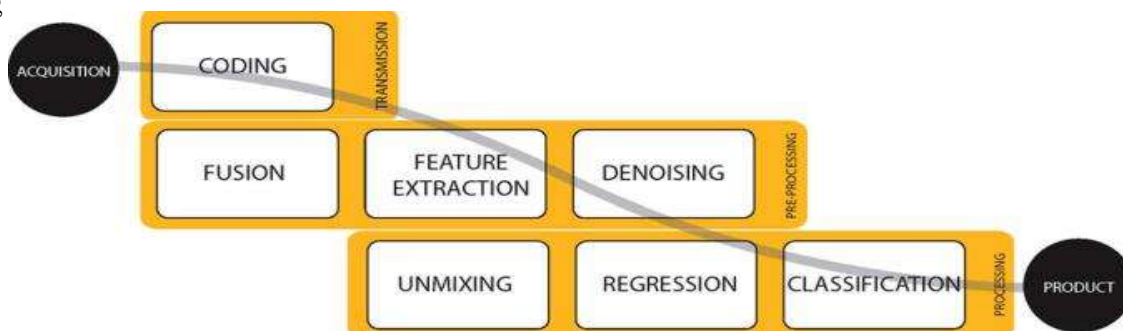 ACQUISITION
CODING
TRANSMISSION
FUSION
FEATURE
EXTRACTION
DENOISING
PRE-PROCESSING
UNMIXING
REGRESSION
CLASSIFICATION
PROCESSING
PRODUCT